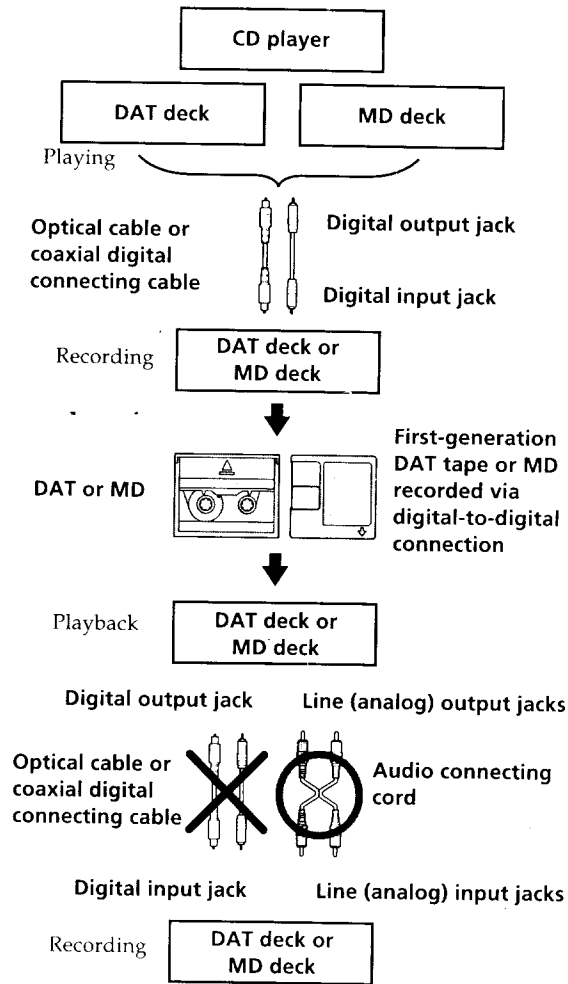 CD player
DAT deck
MD deck
Playing
Optical cable or
coaxial digital
connecting cable
Digital output jack
Digital input jack
Recording
DAT deck or
MD deck
DAT or MD
First-generation
DAT tape or MD
recorded via
digital-to-digital
connection
Playback
DAT deck or
MD deck
Digital output jack
Line (analog) output jacks
Optical cable or
coaxial digital
connecting cable
Audio connecting
cord
Digital input jack
Line (analog) input jacks
Recording
DAT deck or
MD deck